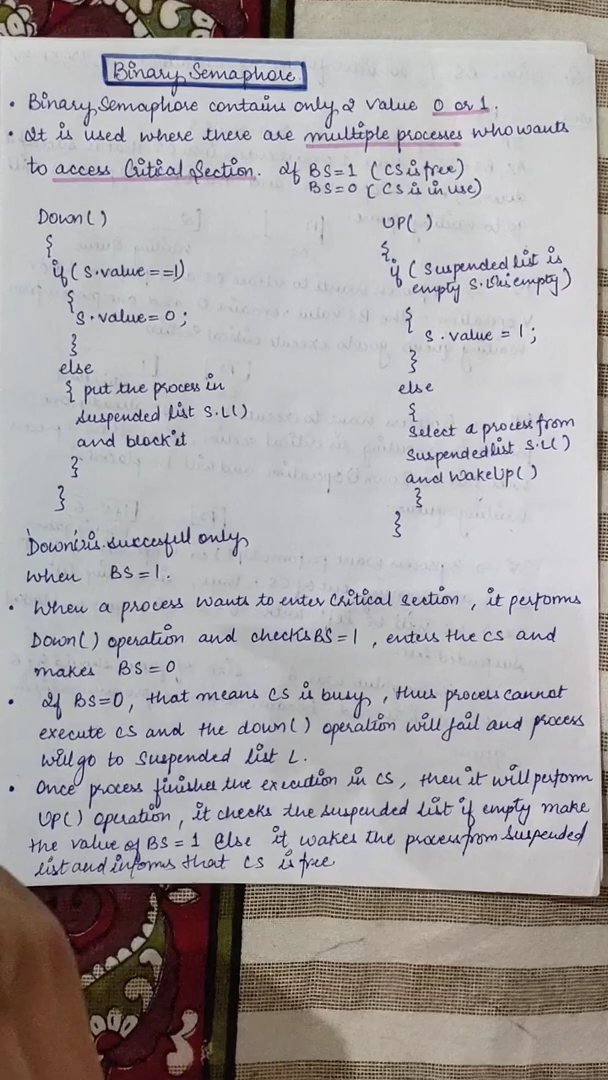 Binary Semaphore
• Binary Semaphore contains only 2 value 0 or 1.
• It is used where there are multiple processes who wants
to access Critical Section. If BS=1 (CS is free)
BS=0 (CS is in use)
Down()
{
if (S.value==1)
{
S.value=0;
}
else
{ put the process in
Suspended list S.L()
and block it
}
}
UP()
{
if (Suspended list is
empty S.L is empty)
{
S.value = 1;
}
else
{
Select a process from
Suspended list S.L()
and wakeUp()
}
}
Down() is succesfull only
when BS=1.
• When a process wants to enter Critical section, it performs
Down() operation and checks BS=1, enters the CS and
makes BS=0
• If BS=0, that means CS is busy, thus process cannot
execute CS and the down() operation will fail and process
will go to Suspended list L.
• Once process finishes the execution in CS, then it will perform
UP() operation, it checks the suspended list if empty make
the value of BS=1 Else it wakes the process from Suspended
list and informs that CS is free